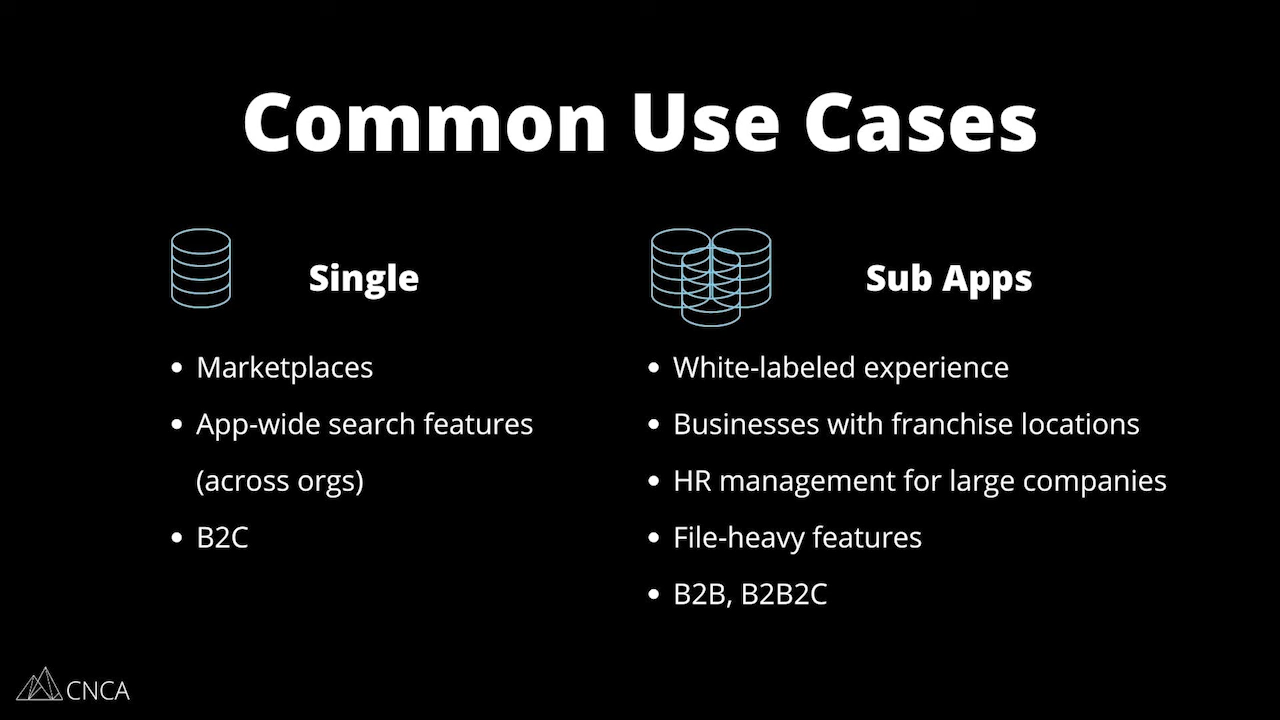 Common Use Cases
Single
• Marketplaces
• App-wide search features
(across orgs)
• B2C
Sub Apps
• White-labeled experience
• Businesses with franchise locations
• HR management for large companies
• File-heavy features
• B2B, B2B2C
CNCA